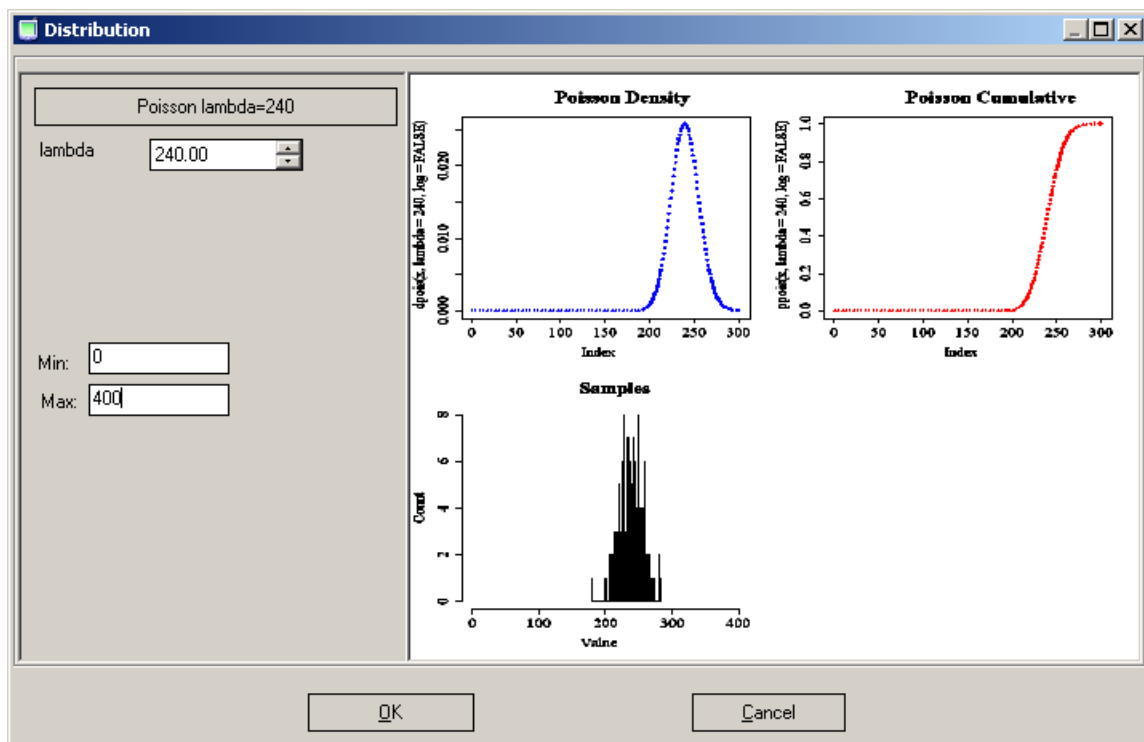 Distribution
Poisson lambda=240
lambda
240.00
Min:
0
Max:
400
Poisson Density
dpois(x, lambda = 240, log = FALSE)
0.000 0.010 0.020
0 50 100 150 200 250 300
Index
Poisson Cumulative
ppois(x, lambda = 240, log = FALSE)
0.0 0.2 0.4 0.6 0.8 1.0
0 50 100 150 200 250 300
Index
Samples
Count
0 2 4 6 8
0 100 200 300 400
Value
OK
Cancel